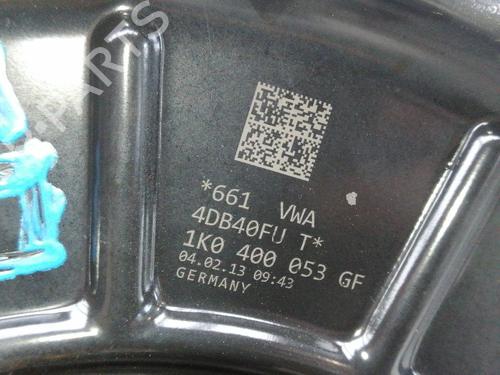 *661 VWA
4DB40FU T*
1K0 400 053 GF
04.02.13 09:43
GERMANY